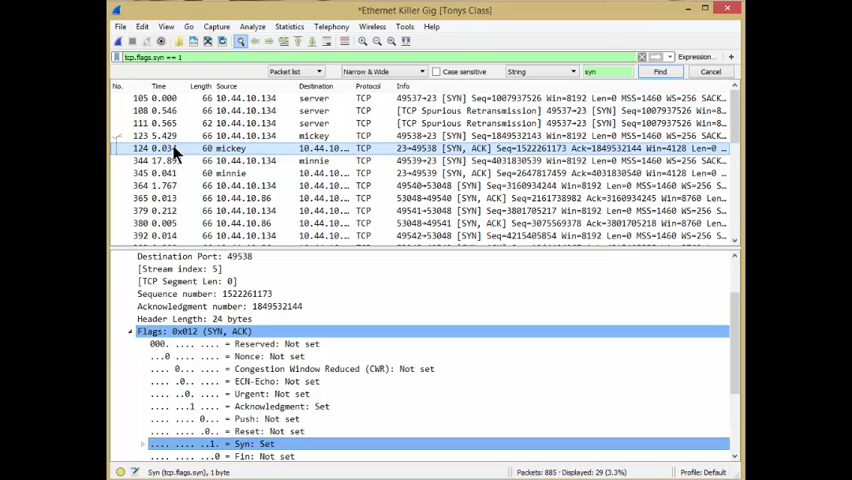 *Ethernet Killer Gig [Tonys Class]
File Edit View Go Capture Analyze Statistics Telephony Wireless Tools Help
tcp.flags.syn == 1 Expression... +
Packet list Narrow & Wide Case sensitive String syn Find Cancel
No. Time Length Source Destination Protocol Info
105 0.000 66 10.44.10.134 server TCP 49537→23 [SYN] Seq=1007937526 Win=8192 Len=0 MSS=1460 WS=256 SACK…
108 0.546 66 10.44.10.134 server TCP [TCP Spurious Retransmission] 49537→23 [SYN] Seq=1007937526 Win=8…
111 0.565 62 10.44.10.134 server TCP [TCP Spurious Retransmission] 49537→23 [SYN] Seq=1007937526 Win=8…
123 5.429 66 10.44.10.134 mickey TCP 49538→23 [SYN] Seq=1849532143 Win=8192 Len=0 MSS=1460 WS=256 SACK…
124 0.034 60 mickey 10.44.10.… TCP 23→49538 [SYN, ACK] Seq=1522261173 Ack=1849532144 Win=4128 Len=0 …
344 17.89 66 10.44.10.134 minnie TCP 49539→23 [SYN] Seq=4031830539 Win=8192 Len=0 MSS=1460 WS=256 SACK…
345 0.041 60 minnie 10.44.10.… TCP 23→49539 [SYN, ACK] Seq=2647817459 Ack=4031830540 Win=4128 Len=0 …
364 1.767 66 10.44.10.134 10.44.10.… TCP 49540→53048 [SYN] Seq=3160934244 Win=8192 Len=0 MSS=1460 WS=256 S…
365 0.013 66 10.44.10.86 10.44.10.… TCP 53048→49540 [SYN, ACK] Seq=2161738982 Ack=3160934245 Win=8760 Len…
379 0.212 66 10.44.10.134 10.44.10.… TCP 49541→53048 [SYN] Seq=3801705217 Win=8192 Len=0 MSS=1460 WS=256 S…
380 0.005 66 10.44.10.86 10.44.10.… TCP 53048→49541 [SYN, ACK] Seq=3075569378 Ack=3801705218 Win=8760 Len…
392 0.014 66 10.44.10.134 10.44.10.… TCP 49542→53048 [SYN] Seq=4215405854 Win=8192 Len=0 MSS=1460 WS=256 S…
Destination Port: 49538
[Stream index: 5]
[TCP Segment Len: 0]
Sequence number: 1522261173
Acknowledgment number: 1849532144
Header Length: 24 bytes
Flags: 0x012 (SYN, ACK)
000. .... .... = Reserved: Not set
...0 .... .... = Nonce: Not set
.... 0... .... = Congestion Window Reduced (CWR): Not set
.... .0.. .... = ECN-Echo: Not set
.... ..0. .... = Urgent: Not set
.... ...1 .... = Acknowledgment: Set
.... .... 0... = Push: Not set
.... .... .0.. = Reset: Not set
.... .... ..1. = Syn: Set
.... .... ...0 = Fin: Not set
Syn (tcp.flags.syn), 1 byte Packets: 885 · Displayed: 29 (3.3%) Profile: Default